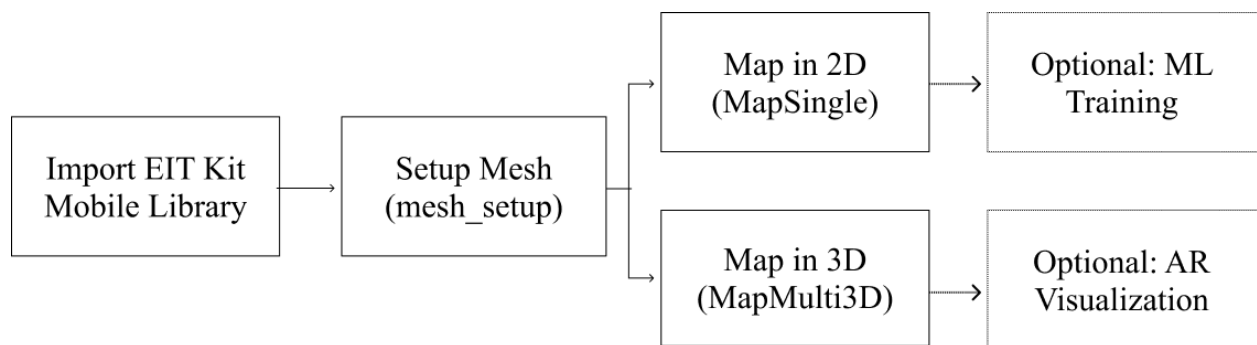 Import EIT Kit
Mobile Library
Setup Mesh
(mesh_setup)
Map in 2D
(MapSingle)
Optional: ML
Training
Map in 3D
(MapMulti3D)
Optional: AR
Visualization